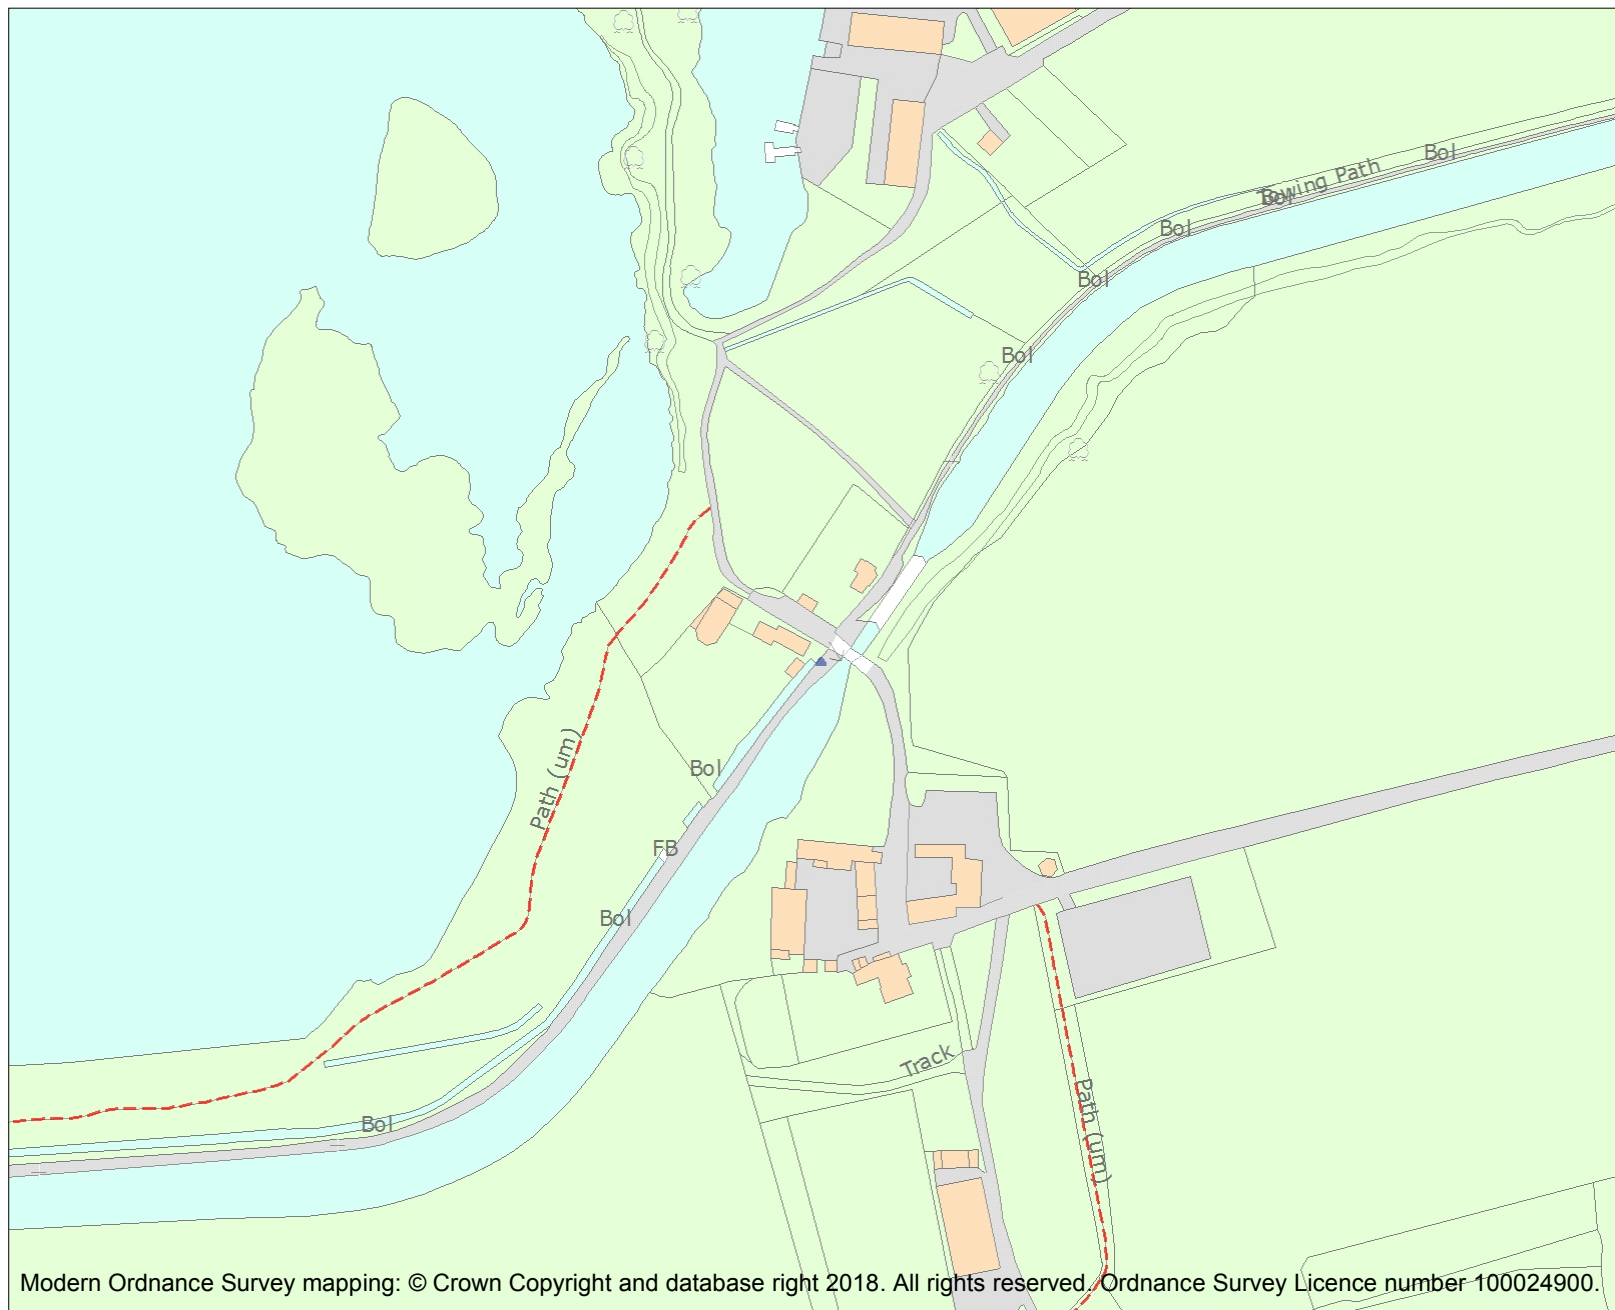 Bol
Towing Path
Bol
Bol
Bol
Bol
Path (um)
Bol
FB
Bol
Track
Path (um)
Bol
Modern Ordnance Survey mapping: © Crown Copyright and database right 2018. All rights reserved. Ordnance Survey Licence number 100024900.